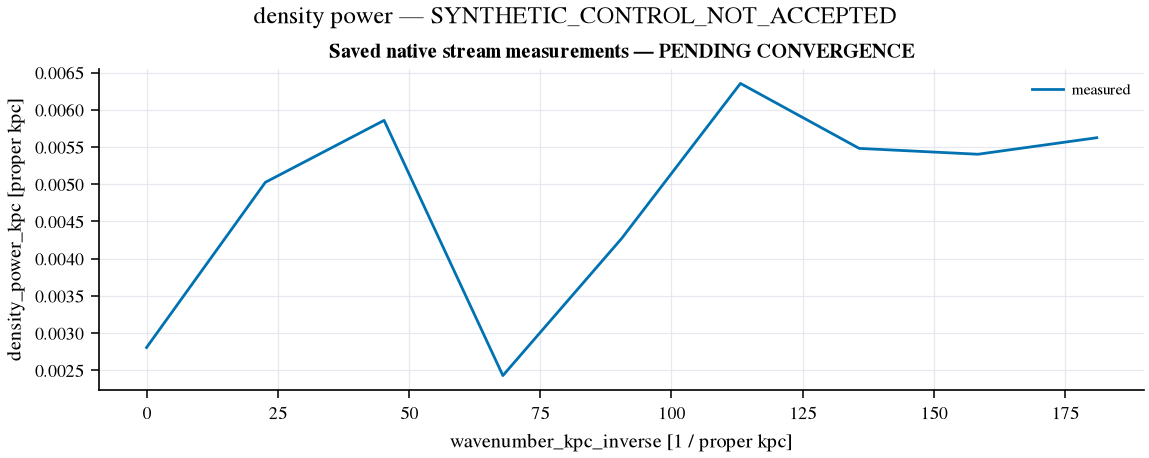 density power — SYNTHETIC_CONTROL_NOT_ACCEPTED
Saved native stream measurements — PENDING CONVERGENCE
measured
density_power_kpc [proper kpc]
0.0065
0.0060
0.0055
0.0050
0.0045
0.0040
0.0035
0.0030
0.0025
0 25 50 75 100 125 150 175
wavenumber_kpc_inverse [1 / proper kpc]